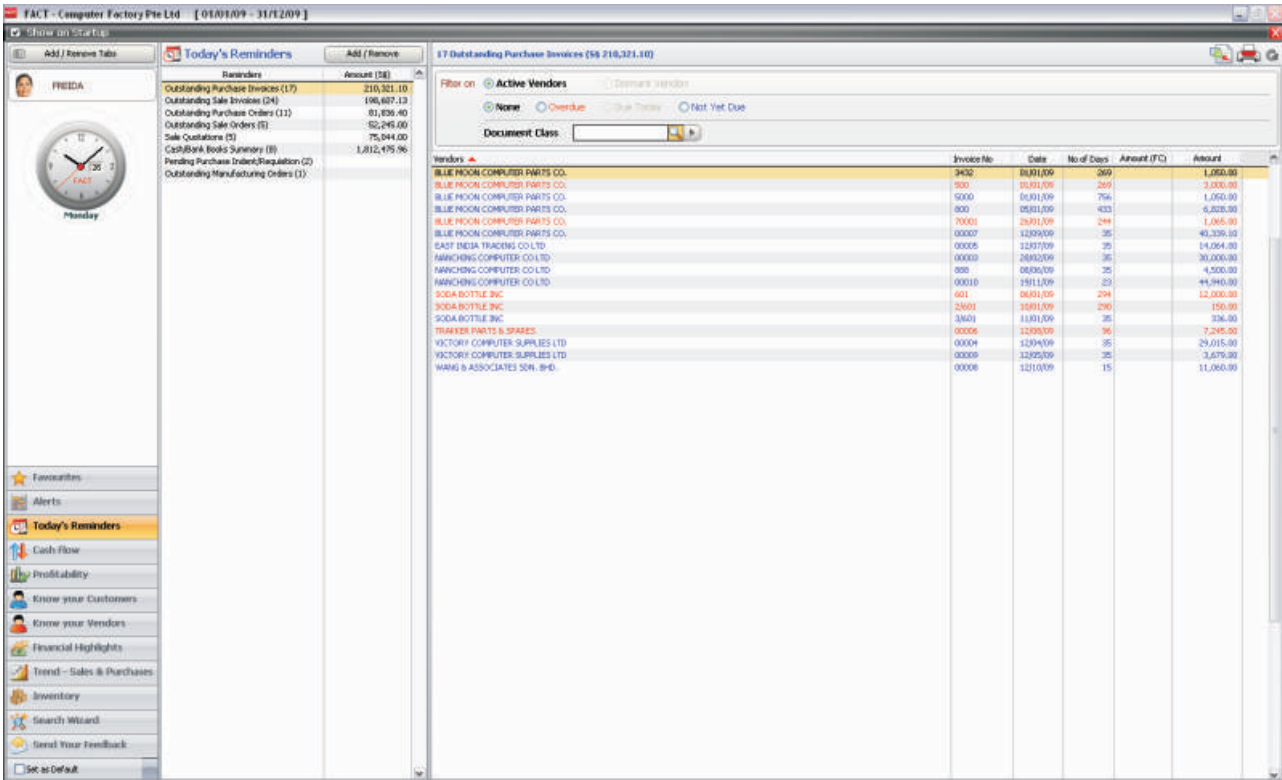 FACT - Computer Factory Pte Ltd [ 01/01/09 - 31/12/09 ]
Show on Startup
Add / Remove Tabs
FREIDA
12
26
FACT
Monday
Favourites
Alerts
Today's Reminders
Cash Flow
Profitability
Know your Customers
Know your Vendors
Financial Highlights
Trend - Sales & Purchases
Inventory
Search Wizard
Send Your Feedback
Set as Default
Today's Reminders Add / Remove
Reminders Amount (S$)
Outstanding Purchase Invoices (17) 210,321.10
Outstanding Sale Invoices (24) 198,607.13
Outstanding Purchase Orders (11) 81,836.40
Outstanding Sale Orders (5) 52,245.00
Sale Quotations (5) 75,044.00
Cash/Bank Books Summary (8) 1,812,475.96
Pending Purchase Indent/Requisition (2)
Outstanding Manufacturing Orders (1)
17 Outstanding Purchase Invoices (S$ 210,321.10)
Filter on Active Vendors Dormant Vendors
None Overdue Due Today Not Yet Due
Document Class
Vendors Invoice No Date No of Days Amount (FC) Amount
BLUE MOON COMPUTER PARTS CO. 3432 01/01/09 269 1,050.00
BLUE MOON COMPUTER PARTS CO. 500 01/01/09 269 3,000.00
BLUE MOON COMPUTER PARTS CO. 5000 01/01/09 756 1,050.00
BLUE MOON COMPUTER PARTS CO. 800 05/01/09 433 6,828.00
BLUE MOON COMPUTER PARTS CO. 70001 26/01/09 244 1,065.00
BLUE MOON COMPUTER PARTS CO. 00007 12/09/09 35 40,339.10
EAST INDIA TRADING CO LTD 00005 12/07/09 35 14,064.00
NANCHING COMPUTER CO LTD 00003 28/02/09 35 30,000.00
NANCHING COMPUTER CO LTD 888 08/06/09 35 4,500.00
NANCHING COMPUTER CO LTD 00010 19/11/09 23 44,940.00
SODA BOTTLE INC 601 06/01/09 294 12,000.00
SODA BOTTLE INC 2/601 10/01/09 290 150.00
SODA BOTTLE INC 3/601 11/01/09 35 336.00
TRAKKER PARTS & SPARES 00006 12/08/09 96 7,245.00
VICTORY COMPUTER SUPPLIES LTD 00004 12/04/09 35 29,015.00
VICTORY COMPUTER SUPPLIES LTD 00009 12/05/09 35 3,679.00
WANG & ASSOCIATES SDN. BHD. 00008 12/10/09 15 11,060.00